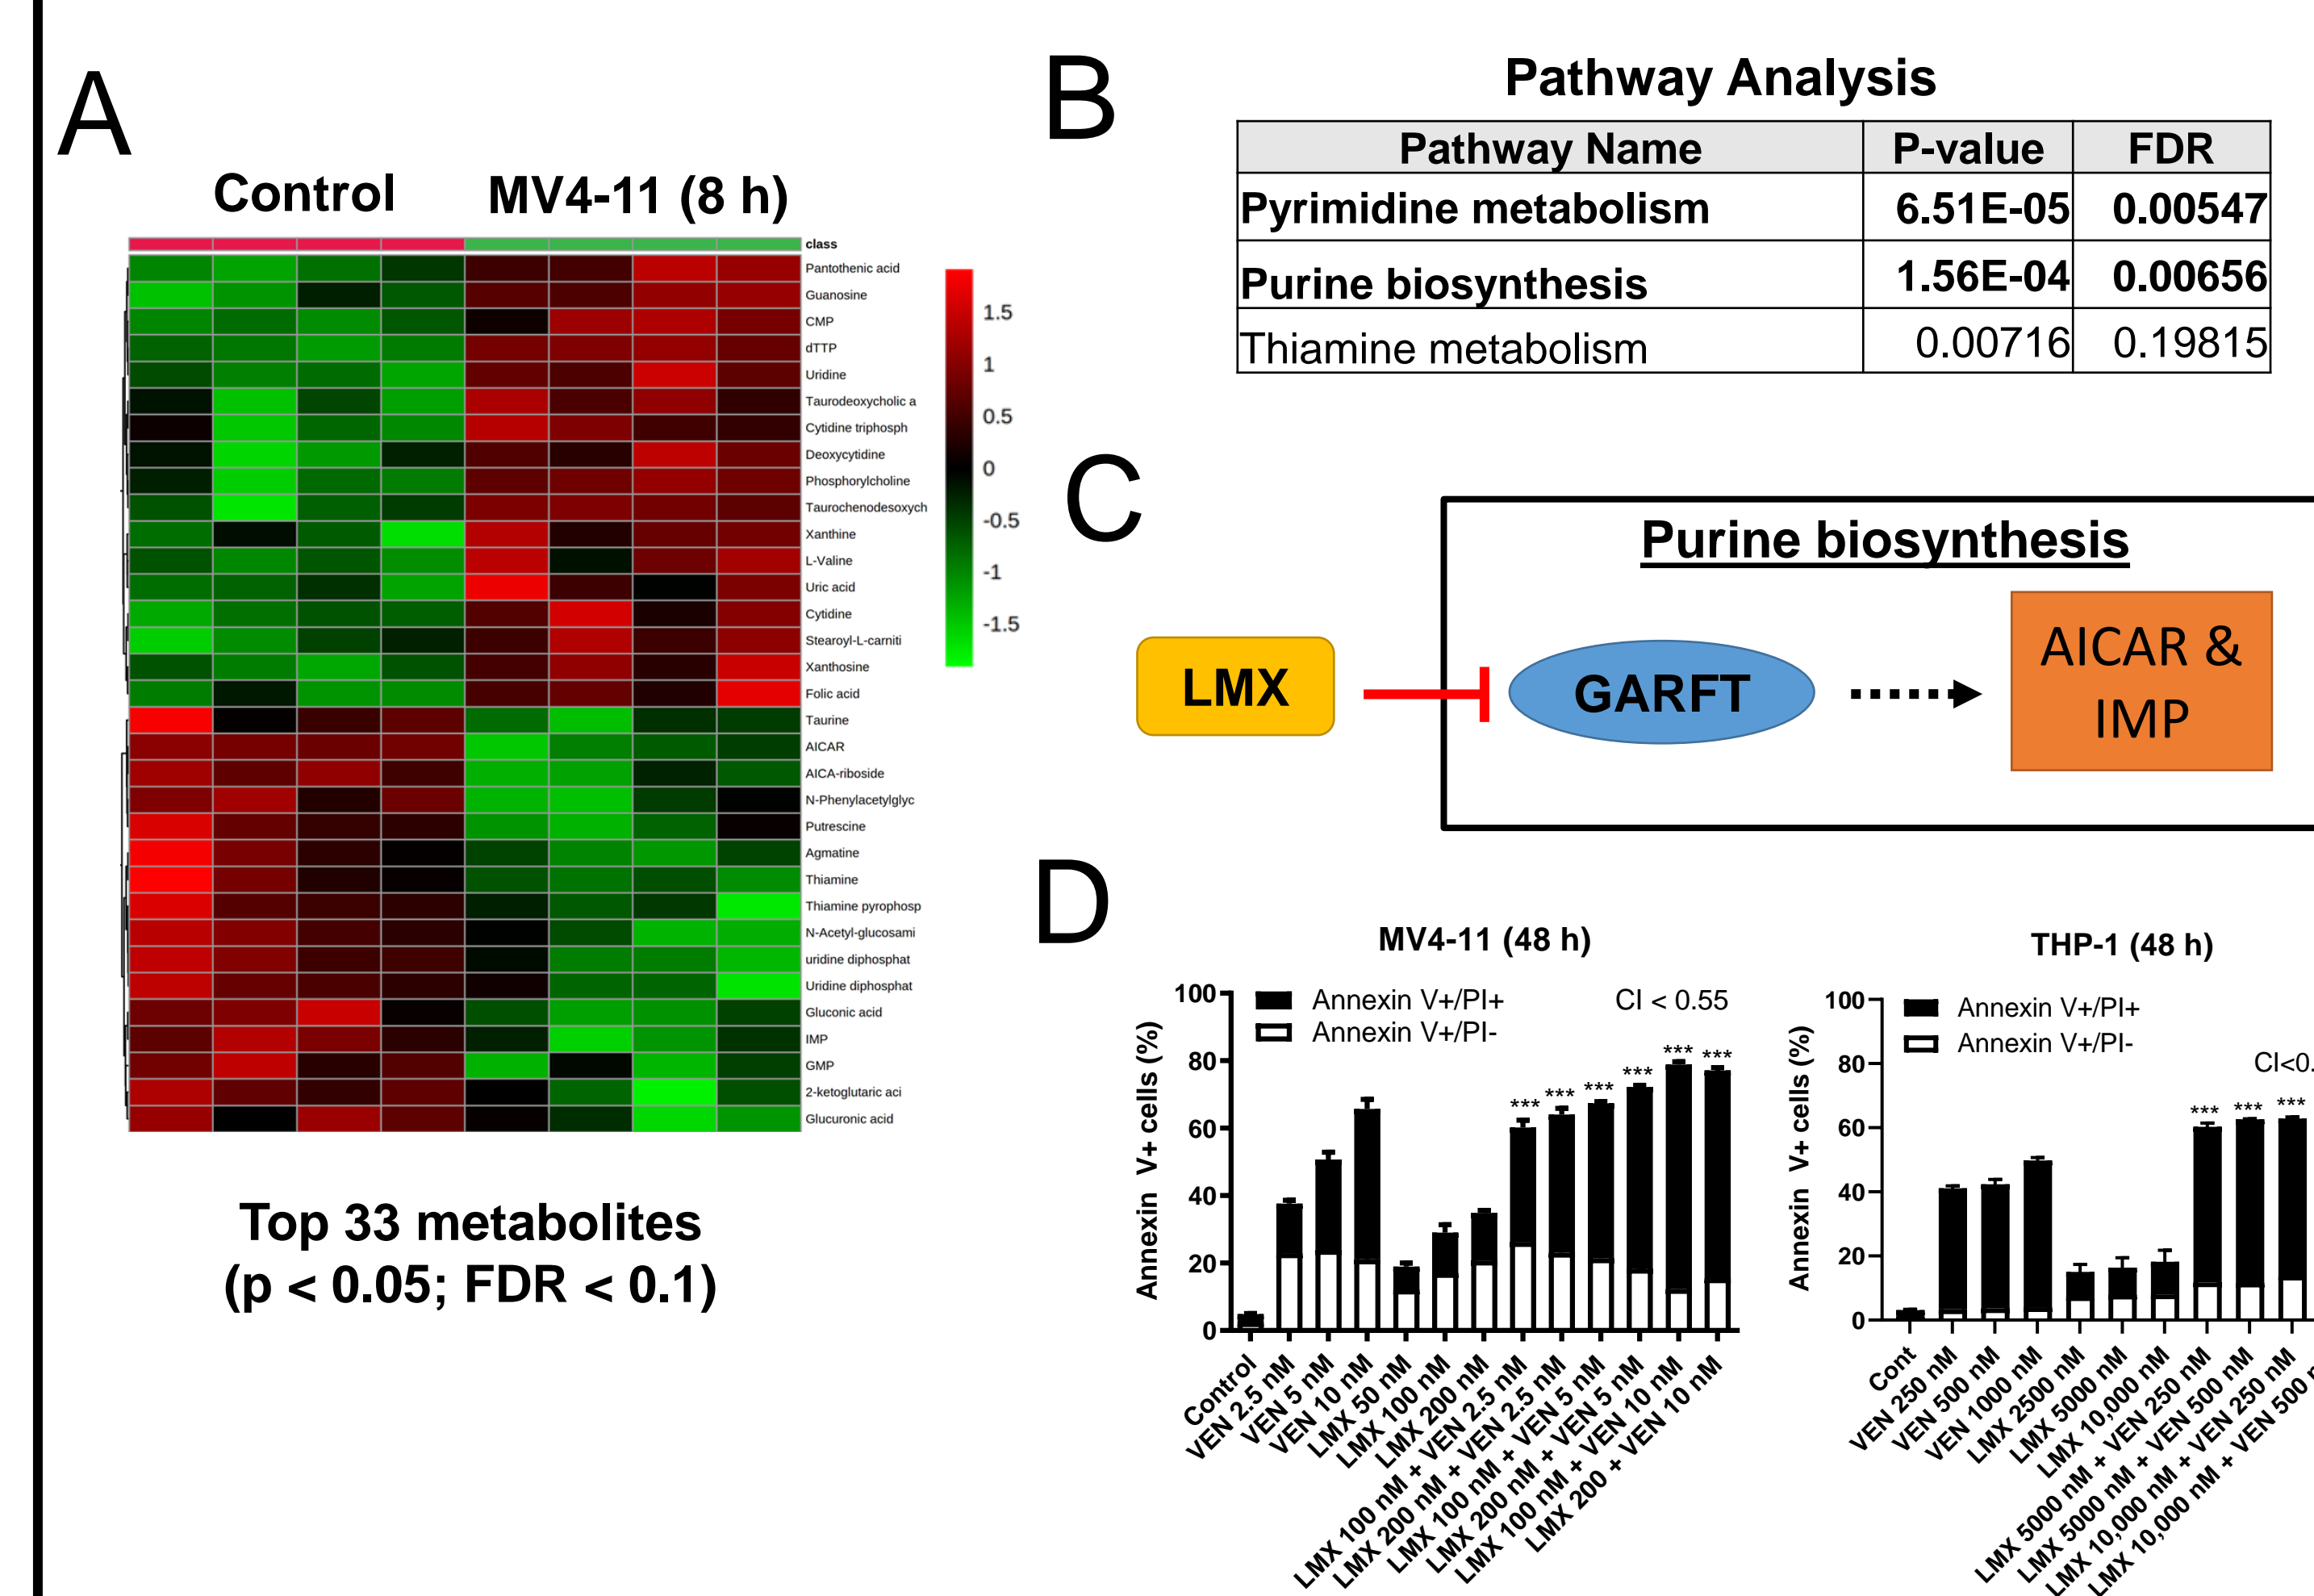 A
Control
MV4-11 (8 h)
class
Pantothenic acid
Guanosine
CMP
dTTP
Uridine
Taurodeoxycholic a
Cytidine triphosph
Deoxycytidine
Phosphorylcholine
Taurochenodesoxych
Xanthine
L-Valine
Uric acid
Cytidine
Stearoyl-L-carniti
Xanthosine
Folic acid
Taurine
AICAR
AICA-riboside
N-Phenylacetylglyc
Putrescine
Agmatine
Thiamine
Thiamine pyrophosp
N-Acetyl-glucosami
uridine diphosphat
Uridine diphosphat
Gluconic acid
IMP
GMP
2-ketoglutaric aci
Glucuronic acid
1.5
1
0.5
0
-0.5
-1
-1.5
Top 33 metabolites
(p < 0.05; FDR < 0.1)
B
Pathway Analysis
Pathway Name P-value FDR
Pyrimidine metabolism 6.51E-05 0.00547
Purine biosynthesis 1.56E-04 0.00656
Thiamine metabolism 0.00716 0.19815
C
Purine biosynthesis
LMX
GARFT
AICAR &
IMP
D
MV4-11 (48 h)
Annexin V+/PI+
Annexin V+/PI-
CI < 0.55
Annexin V+ cells (%)
100
80
60
40
20
0
*** *** *** *** *** ***
Control
VEN 2.5 nM
VEN 5 nM
VEN 10 nM
LMX 50 nM
LMX 100 nM
LMX 200 nM
LMX 100 nM + VEN 2.5 nM
LMX 200 nM + VEN 2.5 nM
LMX 100 nM + VEN 5 nM
LMX 200 nM + VEN 5 nM
LMX 100 nM + VEN 10 nM
LMX 200 + VEN 10 nM
THP-1 (48 h)
Annexin V+/PI+
Annexin V+/PI-
CI<0.
Annexin V+ cells (%)
100
80
60
40
20
0
*** *** ***
Cont
VEN 250 nM
VEN 500 nM
VEN 1000 nM
LMX 2500 nM
LMX 5000 nM
LMX 10,000 nM
LMX 5000 nM + VEN 250 nM
LMX 5000 nM + VEN 500 nM
LMX 10,000 nM + VEN 250 nM
LMX 10,000 nM + VEN 500